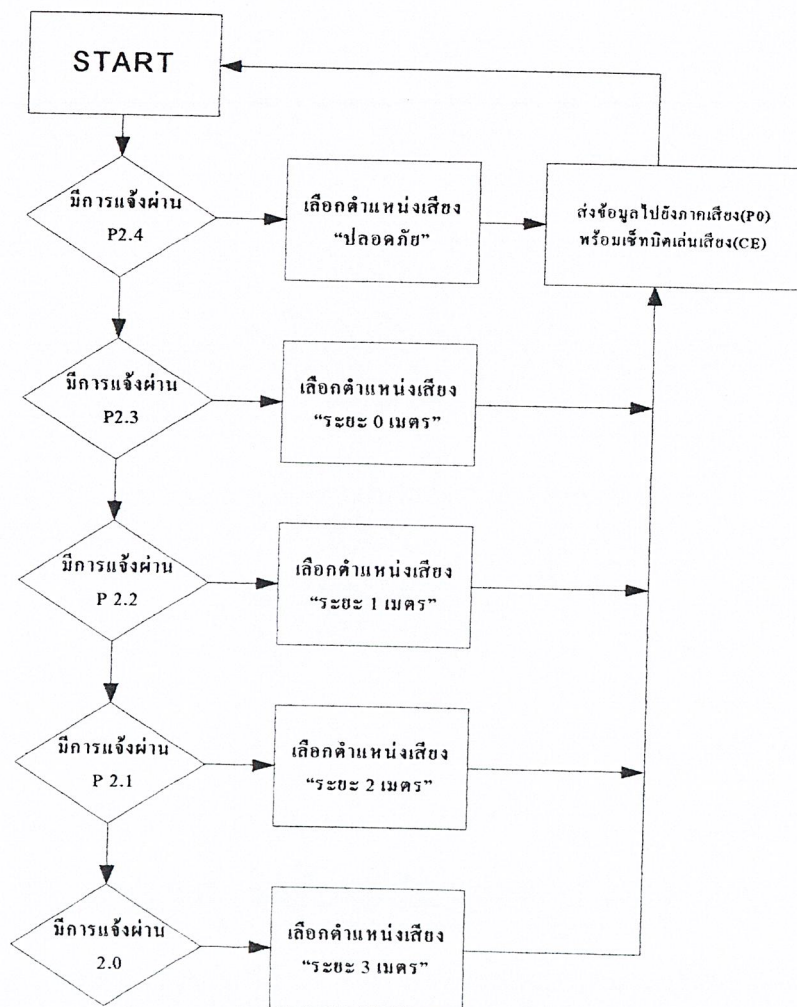 START
มีการแจ้งผ่าน
P2.4
เลือกตำแหน่งเสียง
“ปลอดภัย”
ส่งข้อมูลไปยังภาคเสียง(P0)
พร้อมเซ็ทบิตเล่นเสียง(CE)
มีการแจ้งผ่าน
P2.3
เลือกตำแหน่งเสียง
“ระยะ 0 เมตร”
มีการแจ้งผ่าน
P 2.2
เลือกตำแหน่งเสียง
“ระยะ 1 เมตร”
มีการแจ้งผ่าน
P 2.1
เลือกตำแหน่งเสียง
“ระยะ 2 เมตร”
มีการแจ้งผ่าน
2.0
เลือกตำแหน่งเสียง
“ระยะ 3 เมตร”